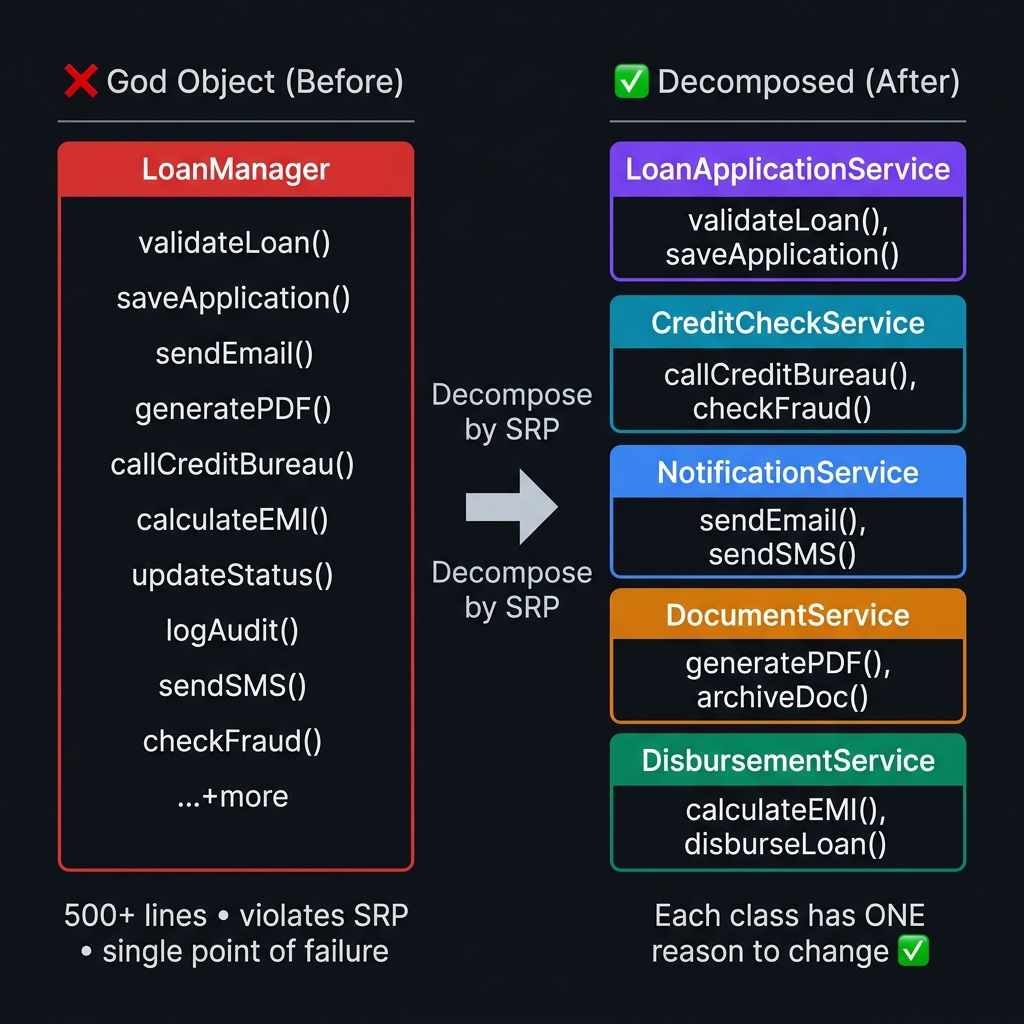 ❌ God Object (Before)
LoanManager
validateLoan()
saveApplication()
sendEmail()
generatePDF()
callCreditBureau()
calculateEMI()
updateStatus()
logAudit()
sendSMS()
checkFraud()
...+more
500+ lines • violates SRP
• single point of failure
Decompose
by SRP
Decompose
by SRP
✅ Decomposed (After)
LoanApplicationService
validateLoan(),
saveApplication()
CreditCheckService
callCreditBureau(),
checkFraud()
NotificationService
sendEmail(),
sendSMS()
DocumentService
generatePDF(),
archiveDoc()
DisbursementService
calculateEMI(),
disburseLoan()
Each class has ONE
reason to change ✅